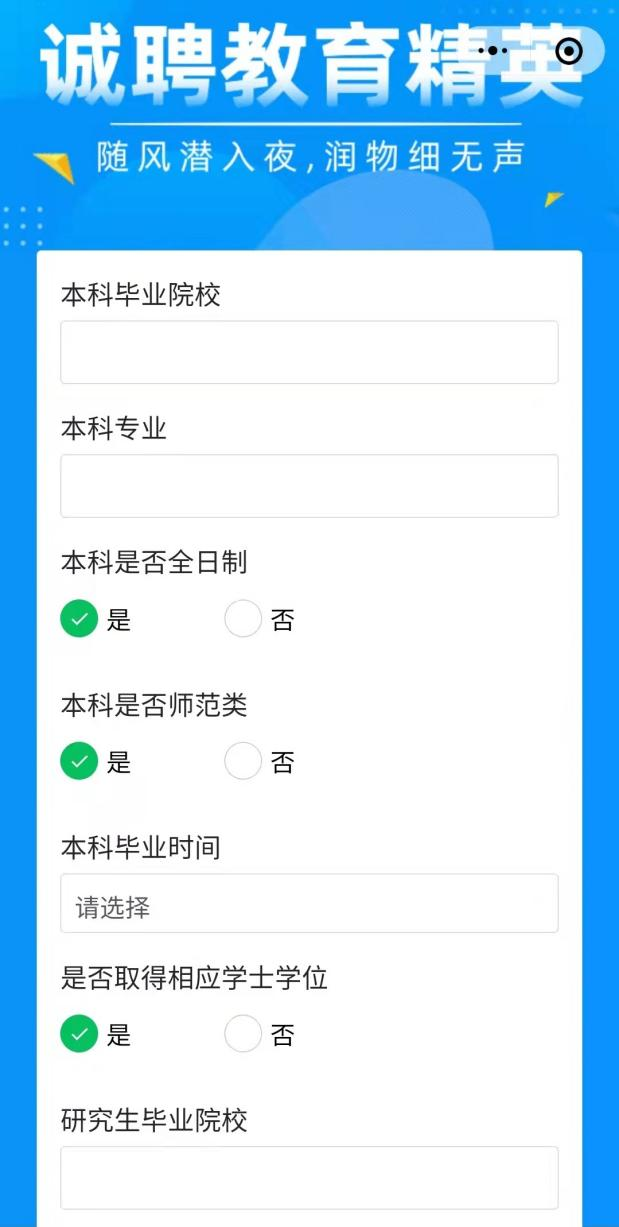 诚聘教育精英
随风潜入夜,润物细无声
本科毕业院校
本科专业
本科是否全日制
是 否
本科是否师范类
是 否
本科毕业时间
请选择
是否取得相应学士学位
是 否
研究生毕业院校